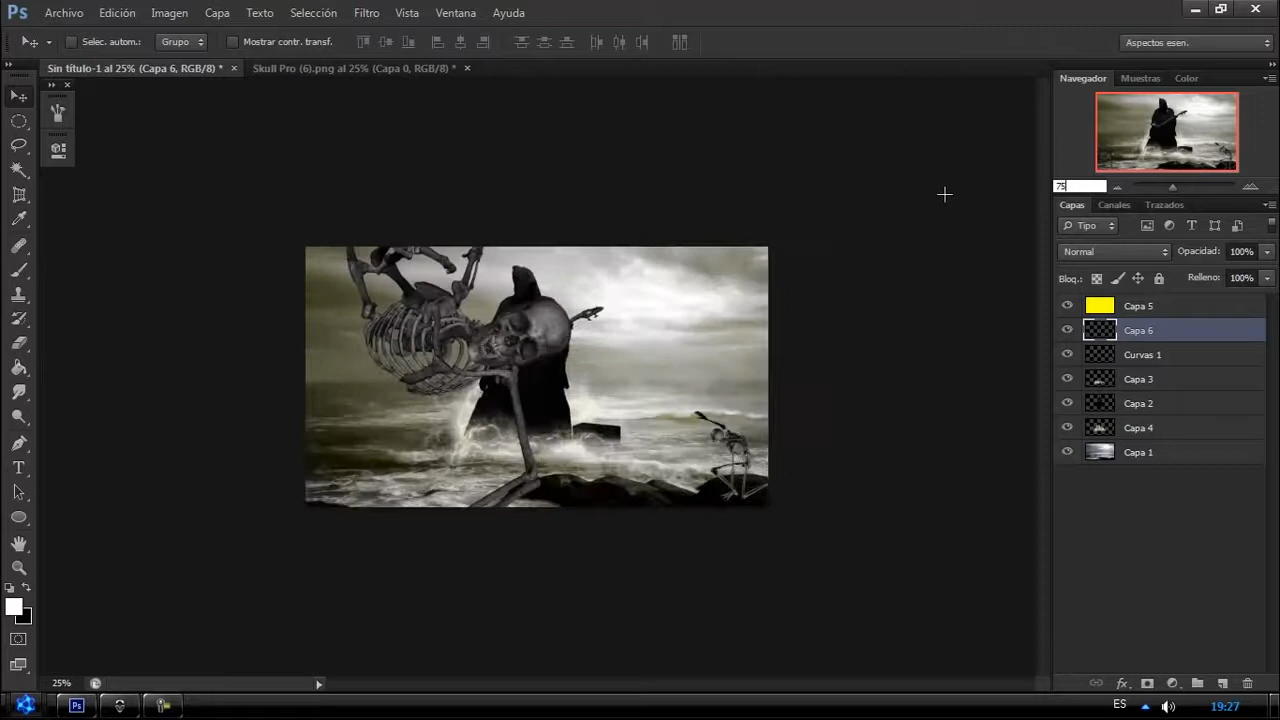 Ps Archivo Edición Imagen Capa Texto Selección Filtro Vista Ventana Ayuda
Selec. autom.: Grupo Mostrar contr. transf. Aspectos esen.
Sin título-1 al 25% (Capa 6, RGB/8) * × Skull Pro (6).png al 25% (Capa 0, RGB/8) * ×
Navegador Muestras Color
75
Capas Canales Trazados
Tipo
Normal Opacidad: 100%
Bloq.: Relleno: 100%
Capa 5
Capa 6
Curvas 1
Capa 3
Capa 2
Capa 4
Capa 1
25%
fx
Ps ES 19:27